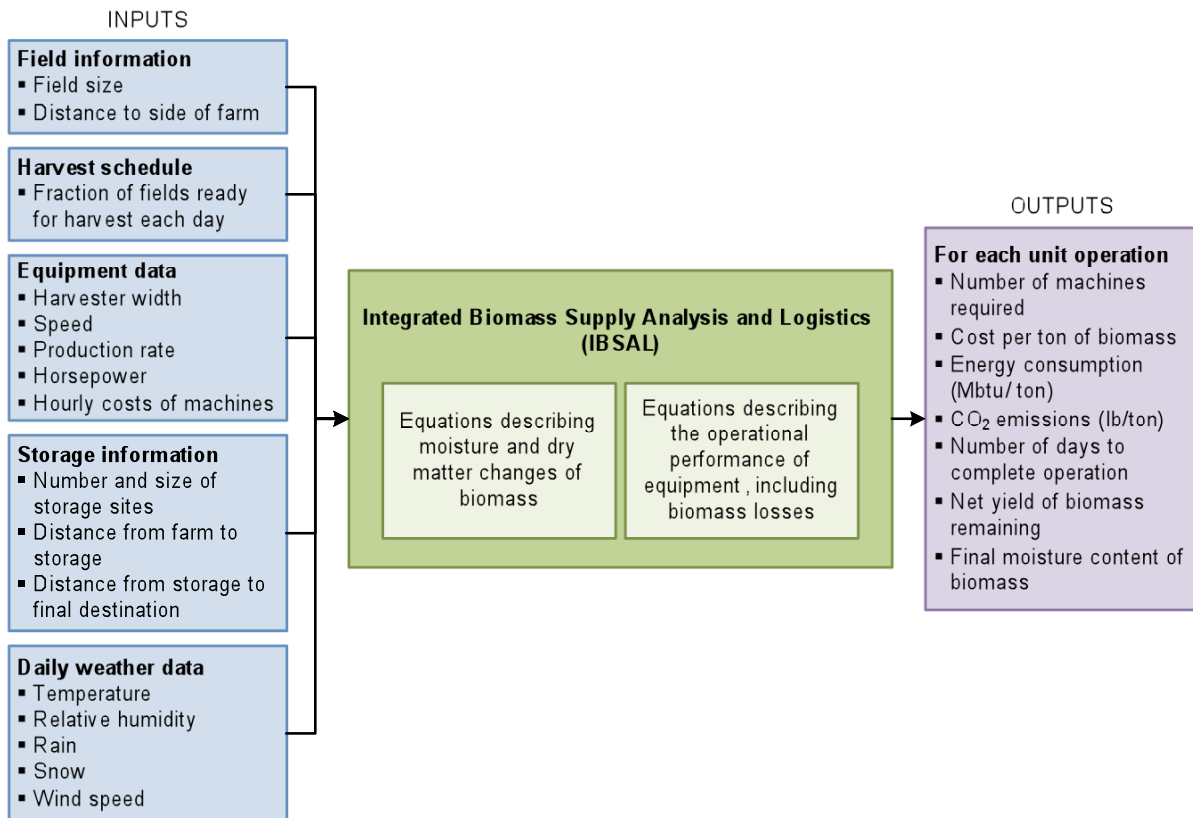 INPUTS
Field information
▪ Field size
▪ Distance to side of farm
Harvest schedule
▪ Fraction of fields ready
for harvest each day
Equipment data
▪ Harvester width
▪ Speed
▪ Production rate
▪ Horsepower
▪ Hourly costs of machines
Storage information
▪ Number and size of
storage sites
▪ Distance from farm to
storage
▪ Distance from storage to
final destination
Daily weather data
▪ Temperature
▪ Relative humidity
▪ Rain
▪ Snow
▪ Wind speed
Integrated Biomass Supply Analysis and Logistics
(IBSAL)
Equations describing
moisture and dry
matter changes of
biomass
Equations describing
the operational
performance of
equipment , including
biomass losses
OUTPUTS
For each unit operation
▪ Number of machines
required
▪ Cost per ton of biomass
▪ Energy consumption
(Mbtu/ ton)
▪ CO₂ emissions (lb/ton)
▪ Number of days to
complete operation
▪ Net yield of biomass
remaining
▪ Final moisture content of
biomass